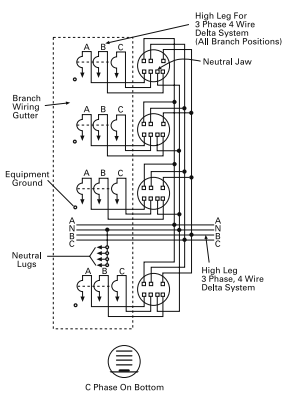 High Leg For
3 Phase 4 Wire
Delta System
(All Branch Positions)
A B C
Neutral Jaw
Branch
Wiring
Gutter
A B C
A B C
Equipment
Ground
A
N
B
C
A
N
B
C
Neutral
Lugs
A B C
High Leg
3 Phase, 4 Wire
Delta System
C Phase On Bottom